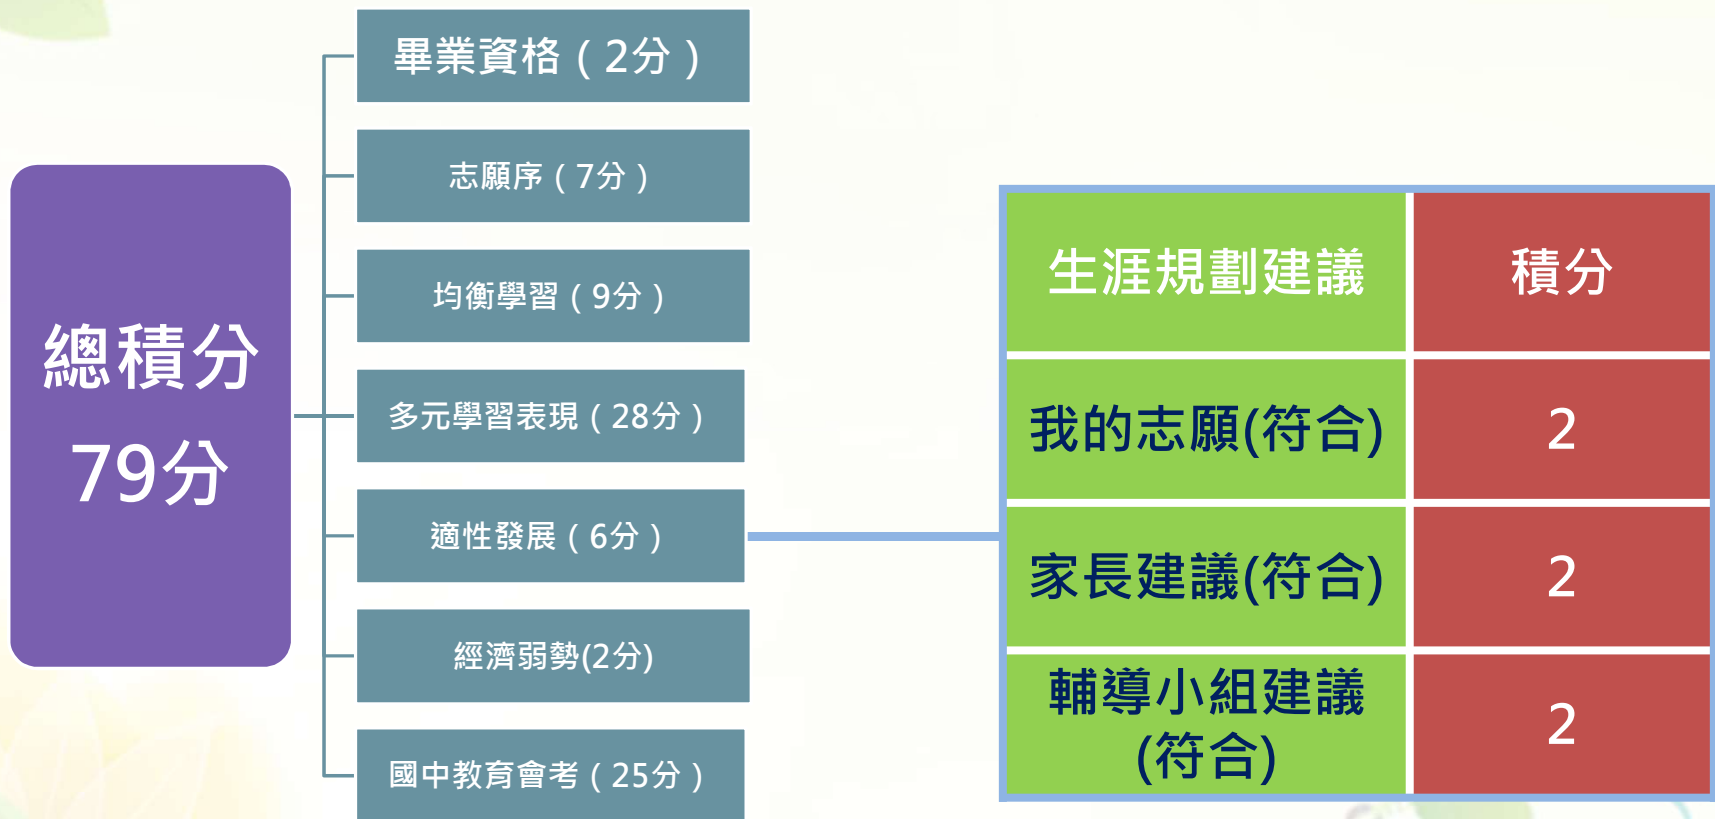 總積分
79分
畢業資格（2分）
志願序（7分）
均衡學習（9分）
多元學習表現（28分）
適性發展（6分）
經濟弱勢(2分)
國中教育會考（25分）
生涯規劃建議 積分
我的志願(符合) 2
家長建議(符合) 2
輔導小組建議
(符合) 2